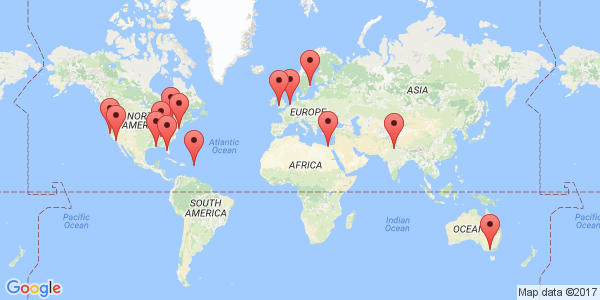 NORTH
AMERICA
Atlantic
Ocean
EUROPE
ASIA
AFRICA
SOUTH
AMERICA
Pacific
Ocean
Indian
Ocean
Pacific
Ocean
Google
Map data ©2017